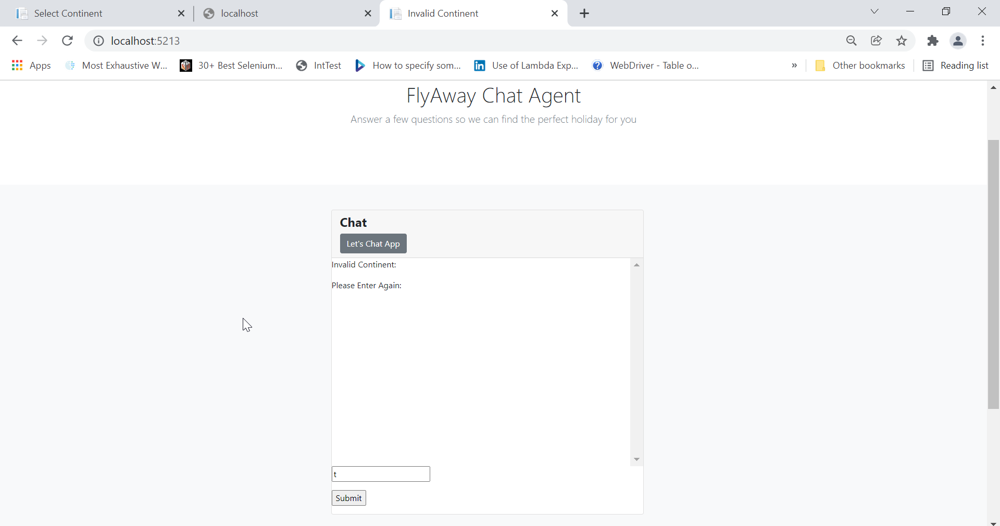 Select Continent
localhost
Invalid Continent
localhost:5213
Apps
Most Exhaustive W...
30+ Best Selenium...
IntTest
How to specify som...
in
Use of Lambda Exp...
?
WebDriver - Table o...
»
Other bookmarks
Reading list
FlyAway Chat Agent
Answer a few questions so we can find the perfect holiday for you
Chat
Let's Chat App
Invalid Continent:
Please Enter Again:
t
Submit